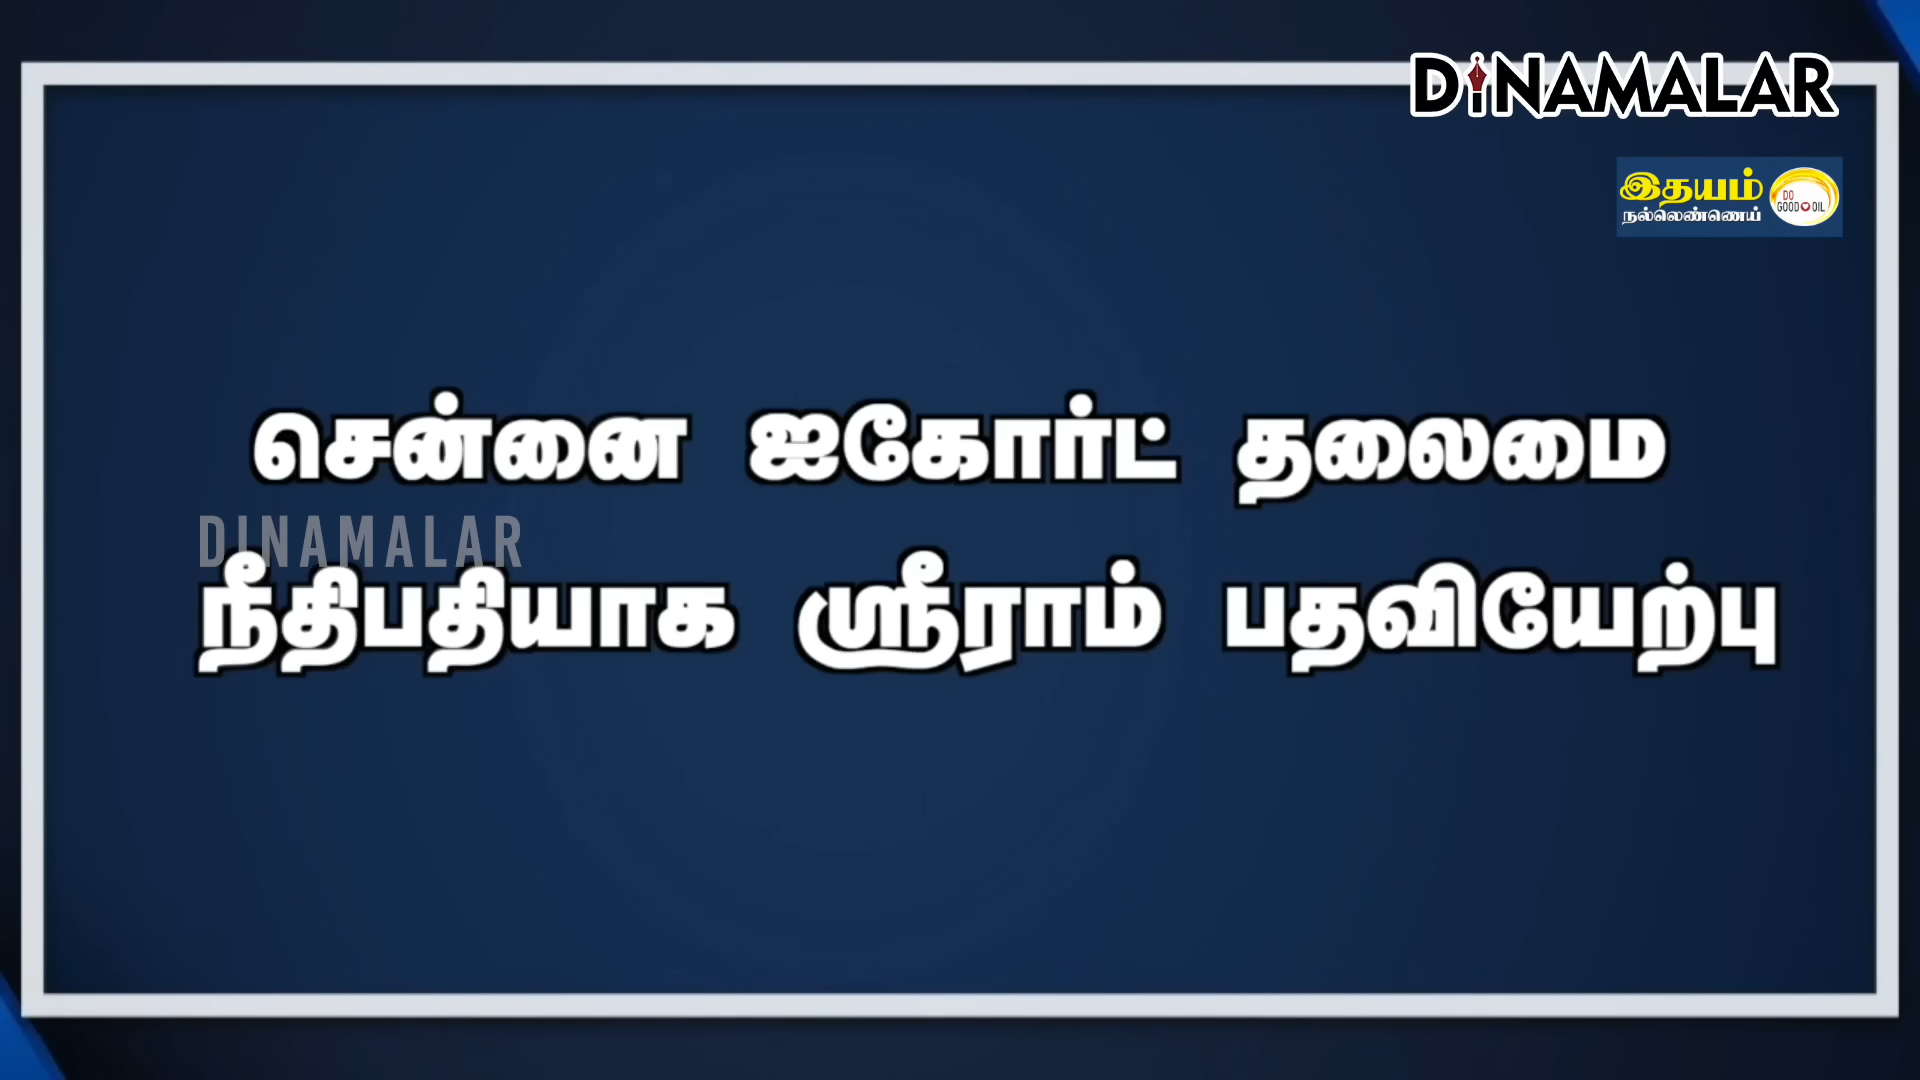 DINAMALAR
இதயம்
நல்லெண்ணெய்
DO
GOOD OIL
சென்னை ஐகோர்ட் தலைமை
DINAMALAR
நீதிபதியாக ஸ்ரீராம் பதவியேற்பு